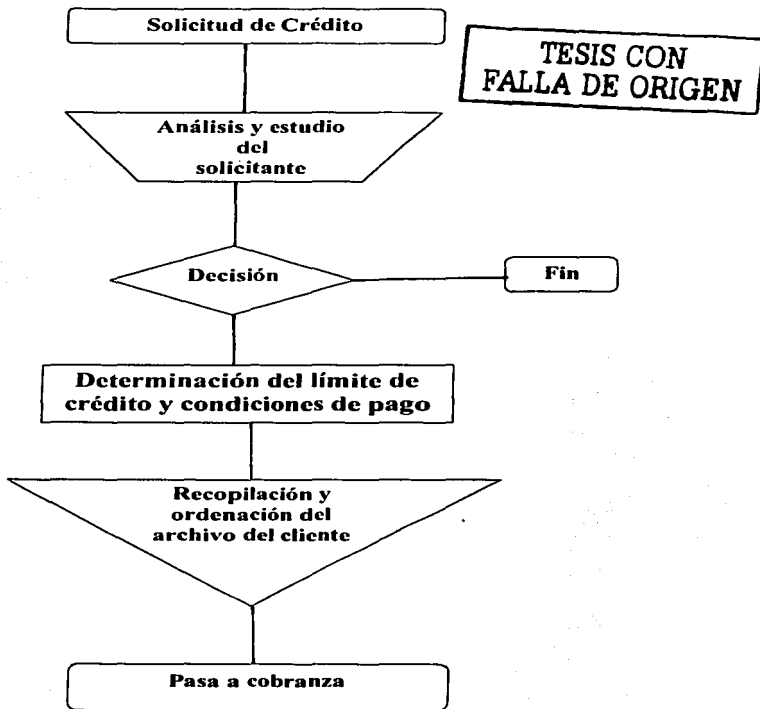 Solicitud de Crédito
TESIS CON
FALLA DE ORIGEN
Análisis y estudio
del
solicitante
Decisión
Fin
Determinación del límite de
crédito y condiciones de pago
Recopilación y
ordenación del
archivo del cliente
Pasa a cobranza